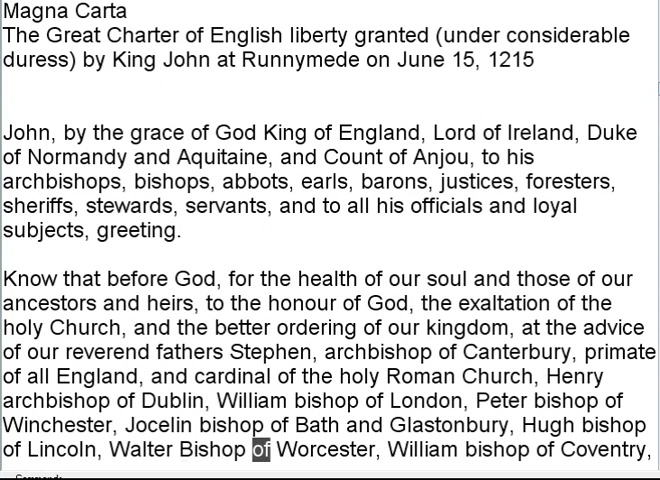 Magna Carta
The Great Charter of English liberty granted (under considerable
duress) by King John at Runnymede on June 15, 1215
John, by the grace of God King of England, Lord of Ireland, Duke
of Normandy and Aquitaine, and Count of Anjou, to his
archbishops, bishops, abbots, earls, barons, justices, foresters,
sheriffs, stewards, servants, and to all his officials and loyal
subjects, greeting.
Know that before God, for the health of our soul and those of our
ancestors and heirs, to the honour of God, the exaltation of the
holy Church, and the better ordering of our kingdom, at the advice
of our reverend fathers Stephen, archbishop of Canterbury, primate
of all England, and cardinal of the holy Roman Church, Henry
archbishop of Dublin, William bishop of London, Peter bishop of
Winchester, Jocelin bishop of Bath and Glastonbury, Hugh bishop
of Lincoln, Walter Bishop of Worcester, William bishop of Coventry,